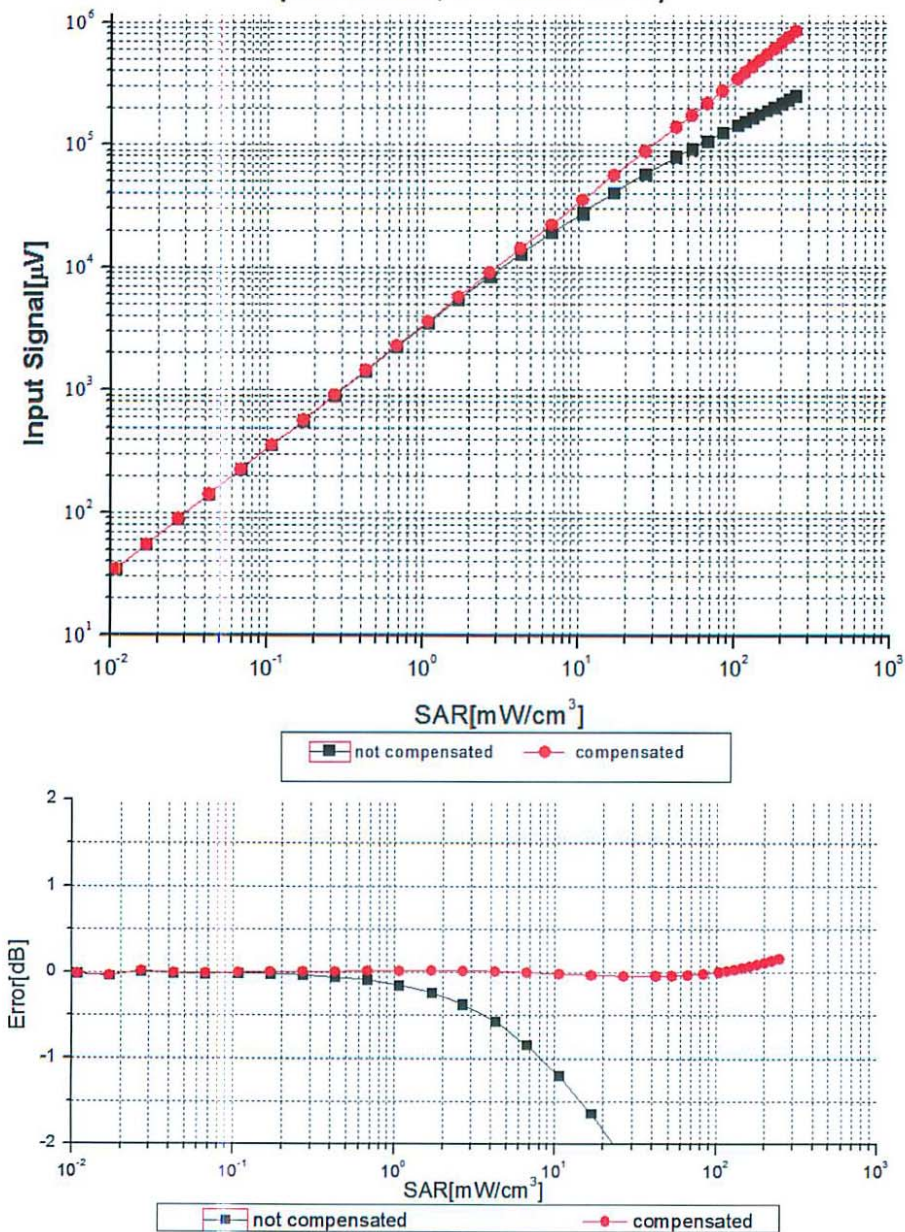 10⁶
10⁵
10⁴
10³
10²
10¹
Input Signal[µV]
10⁻² 10⁻¹ 10⁰ 10¹ 10² 10³
SAR[mW/cm³]
not compensated compensated
2
1
0
-1
-2
Error[dB]
10⁻² 10⁻¹ 10⁰ 10¹ 10² 10³
SAR[mW/cm³]
not compensated compensated